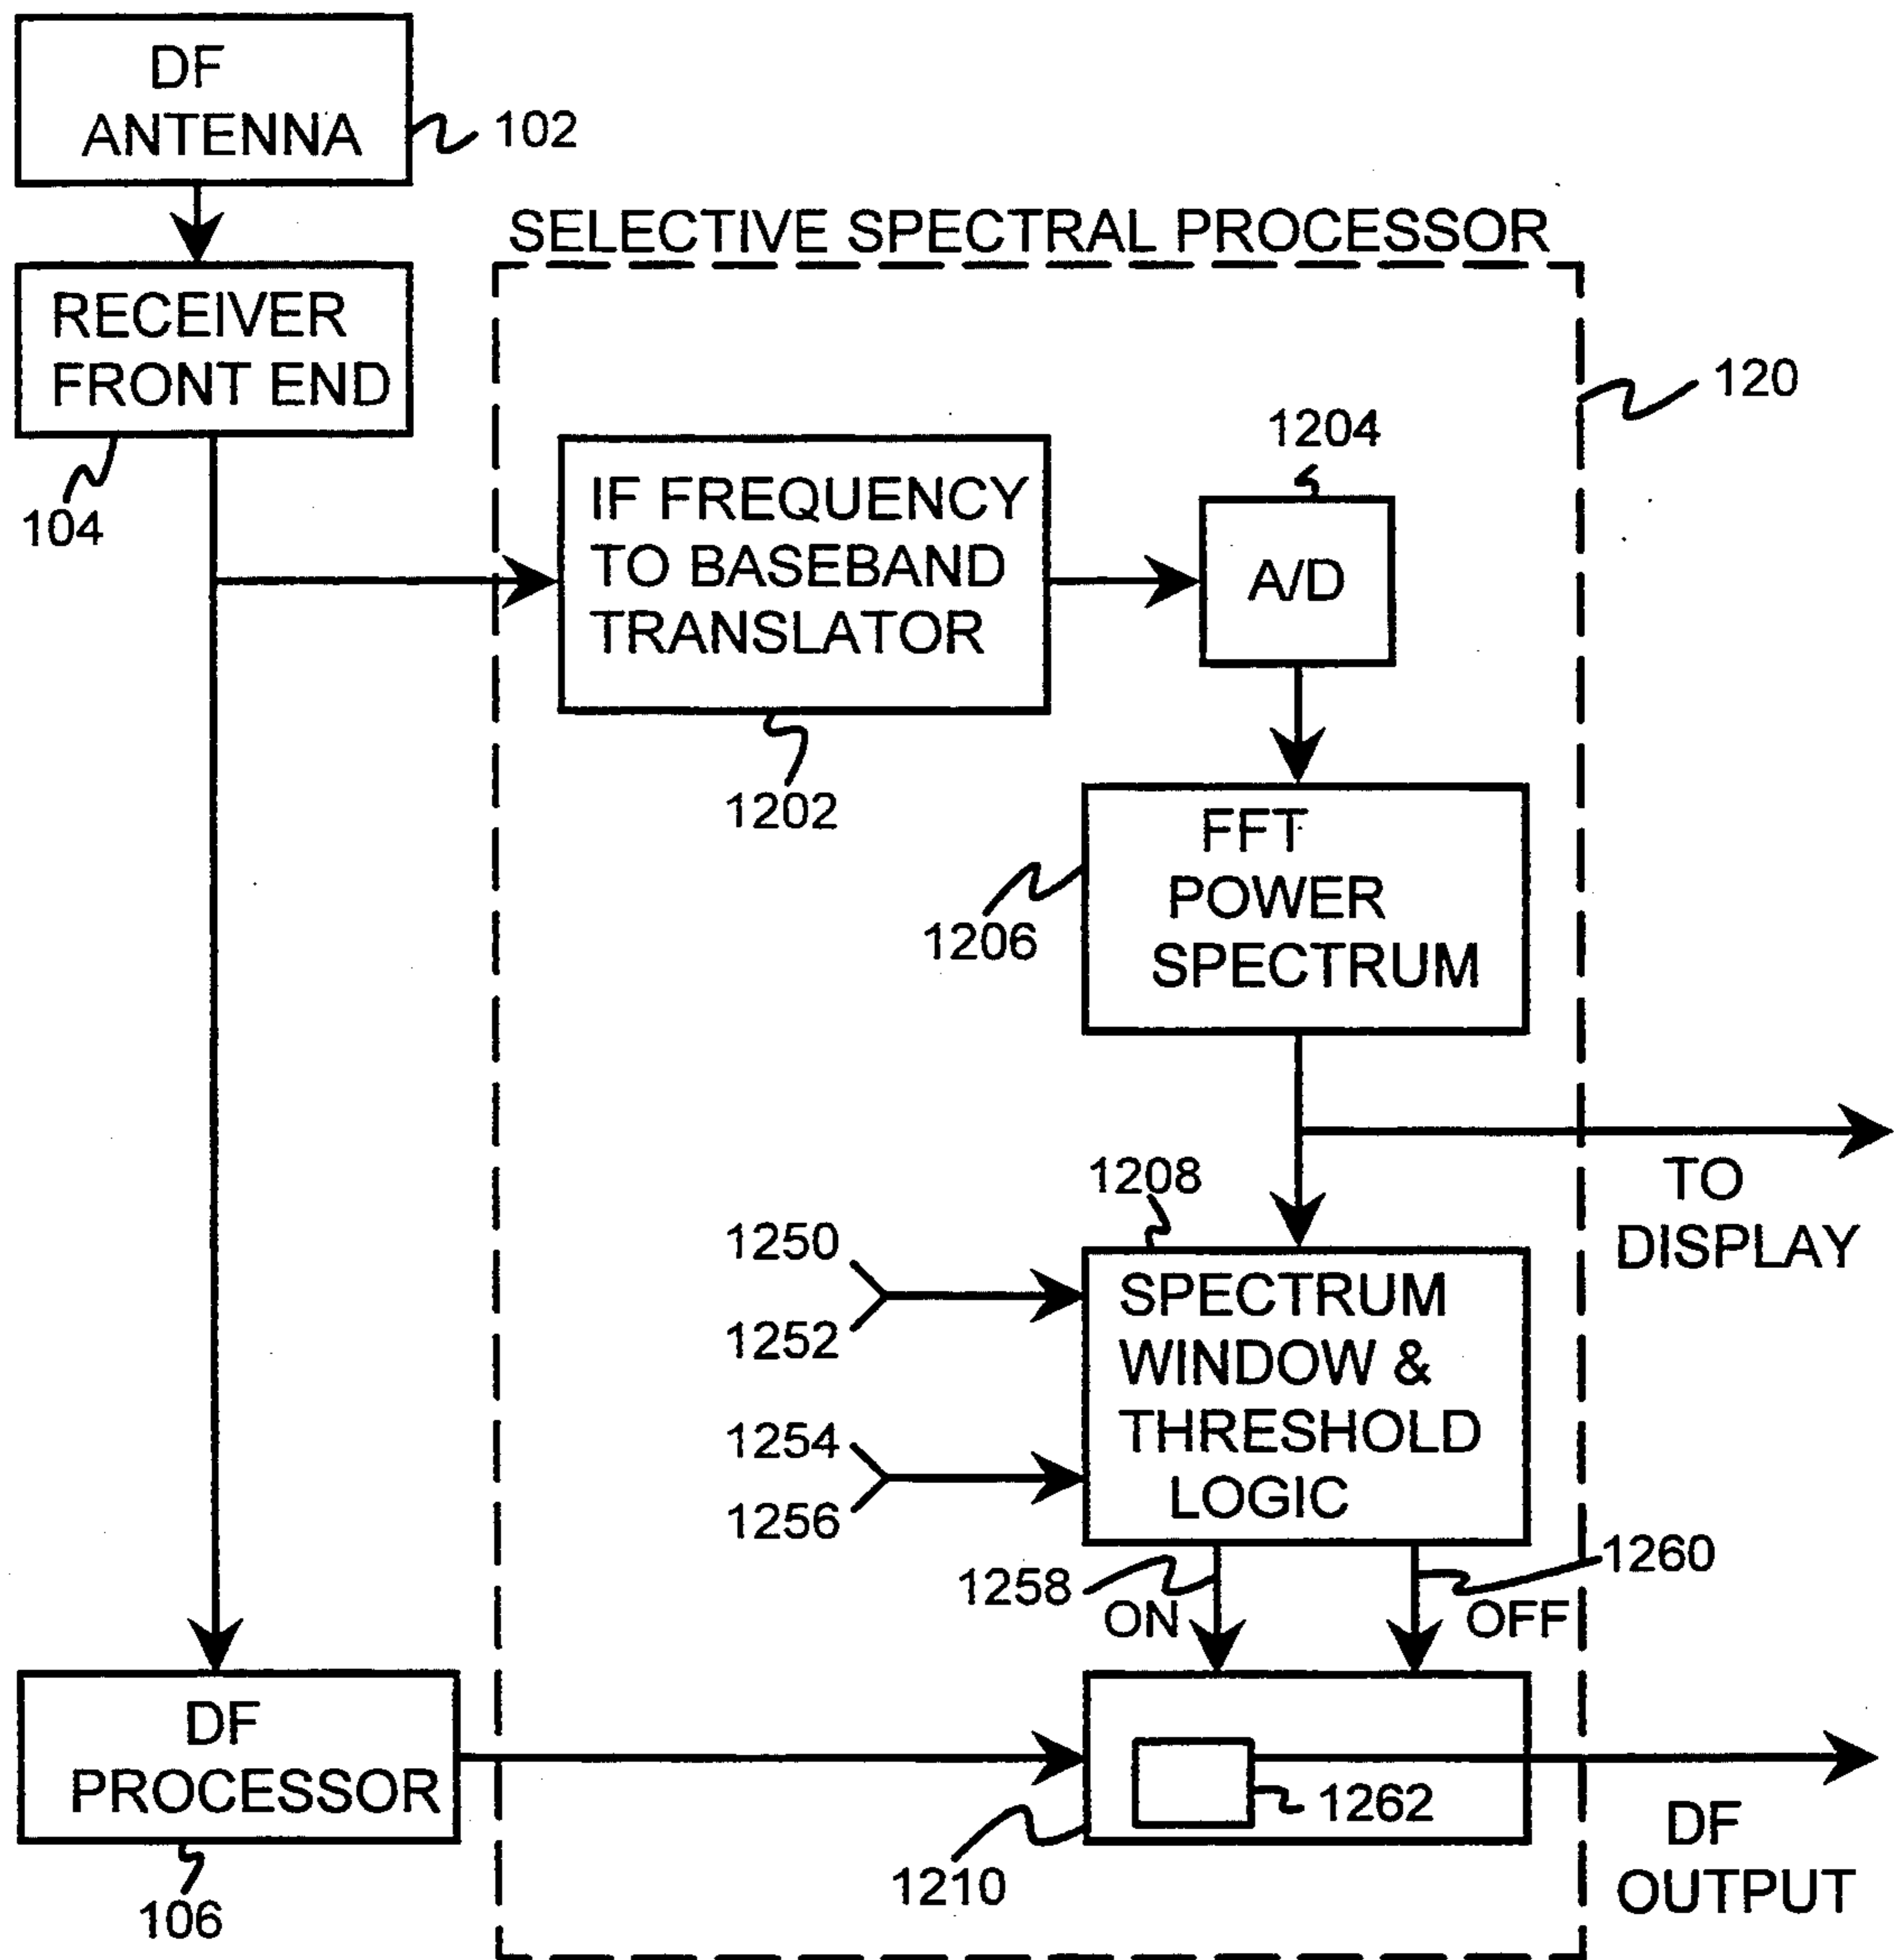 DF
ANTENNA
102
SELECTIVE SPECTRAL PROCESSOR
RECEIVER
FRONT END
104
120
IF FREQUENCY
TO BASEBAND
TRANSLATOR
1202
1204
A/D
FFT
POWER
SPECTRUM
1206
TO
DISPLAY
1208
1250
1252
1254
1256
SPECTRUM
WINDOW &
THRESHOLD
LOGIC
1258
ON
1260
OFF
DF
PROCESSOR
106
1262
1210
DF
OUTPUT